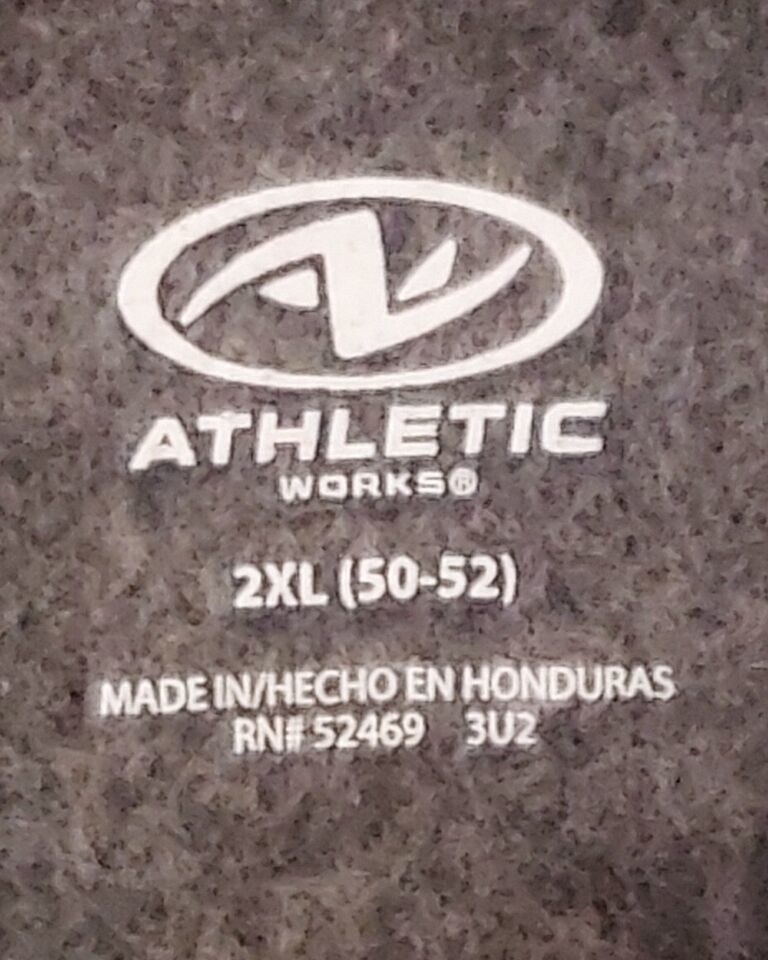 ATHLETIC
WORKS®
2XL (50-52)
MADE IN/HECHO EN HONDURAS
RN# 52469 3U2